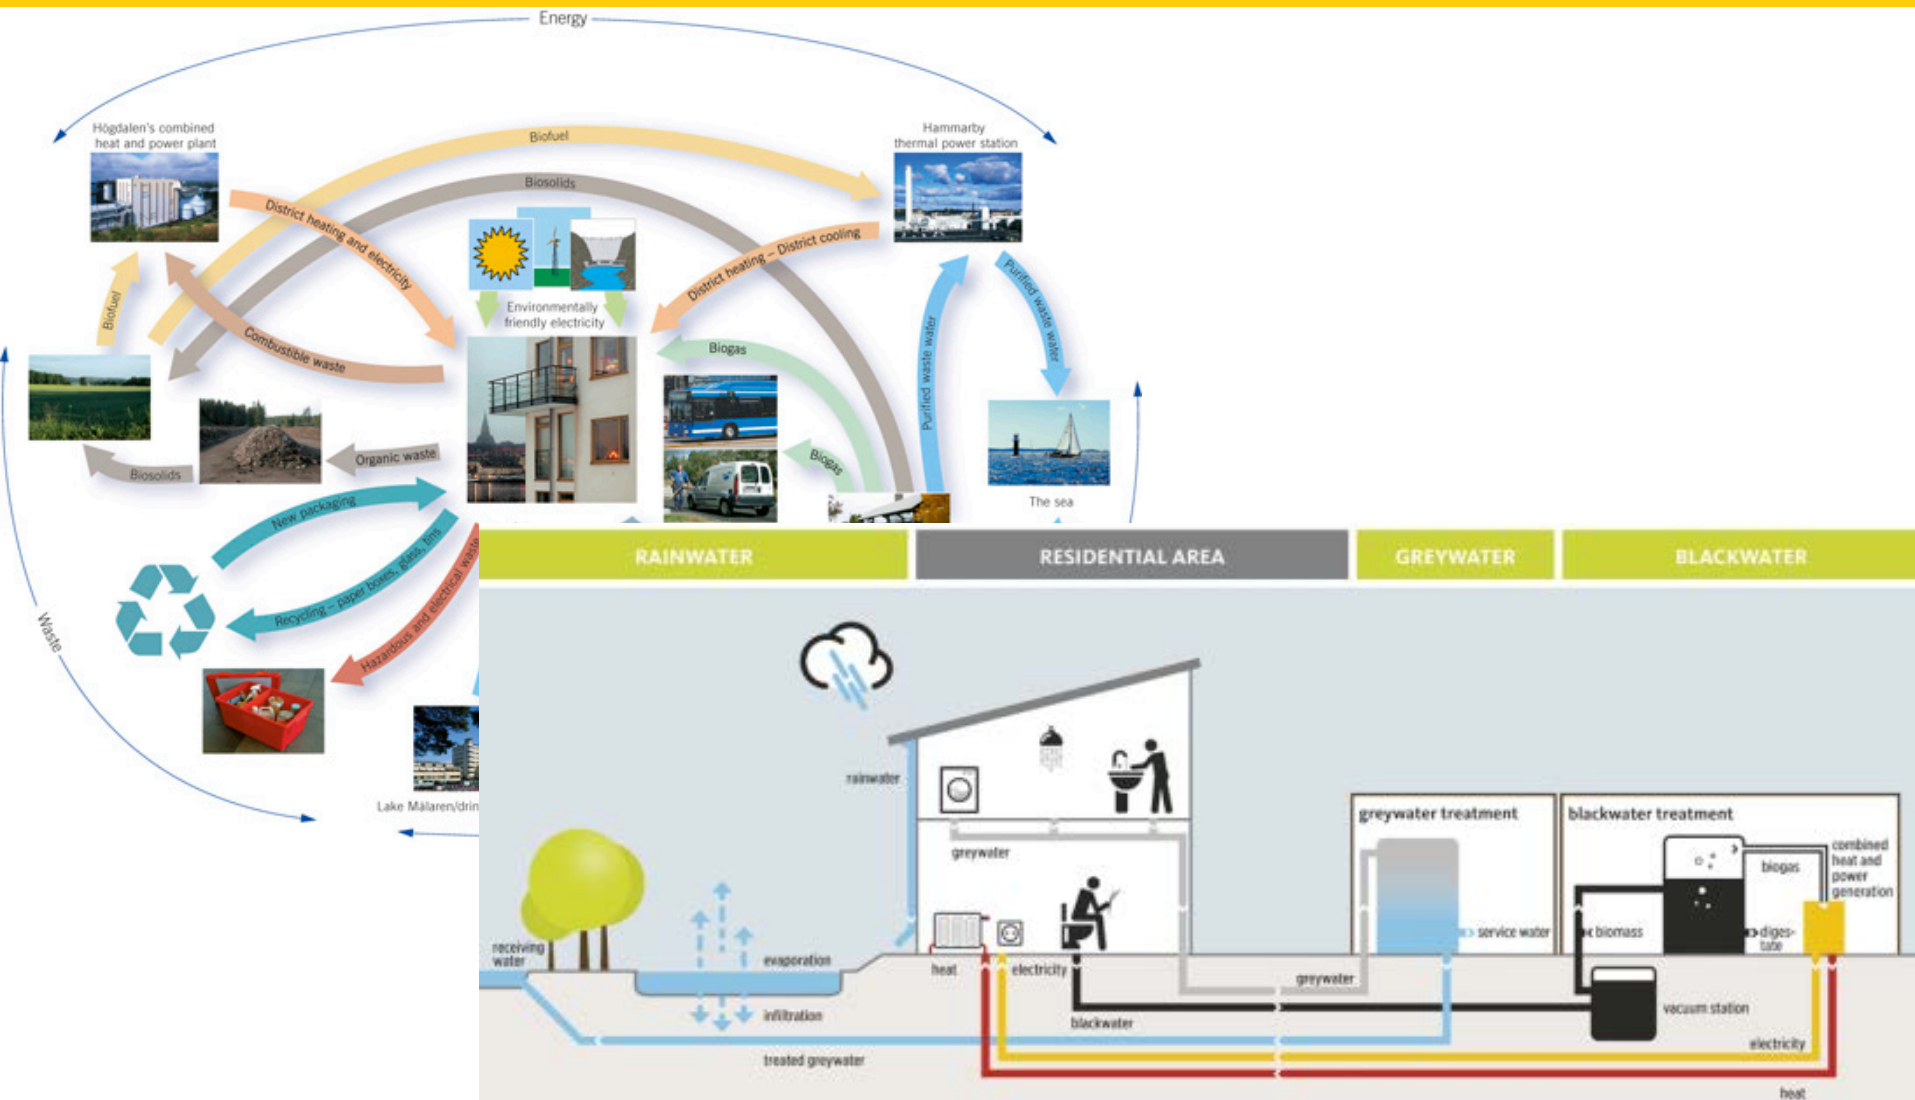 Energy
Högdalen's combined
heat and power plant
Hammarby
thermal power station
Biofuel
Biosolids
District heating and electricity
District heating – District cooling
Purified waste water
Purified waste water
Environmentally
friendly electricity
Biofuel
Combustible waste
Biogas
Biogas
Organic waste
Biosolids
The sea
New packaging
Recycling – paper boxes, glass, tins
Hazardous and electrical waste
Waste
Lake Mälaren/drin
RAINWATER
RESIDENTIAL AREA
GREYWATER
BLACKWATER
rainwater
greywater
greywater treatment
blackwater treatment
combined
heat and
power
generation
biogas
service water
biomass
diges-
tate
receiving
water
evaporation
heat
electricity
greywater
infiltration
blackwater
vacuum station
treated greywater
electricity
heat